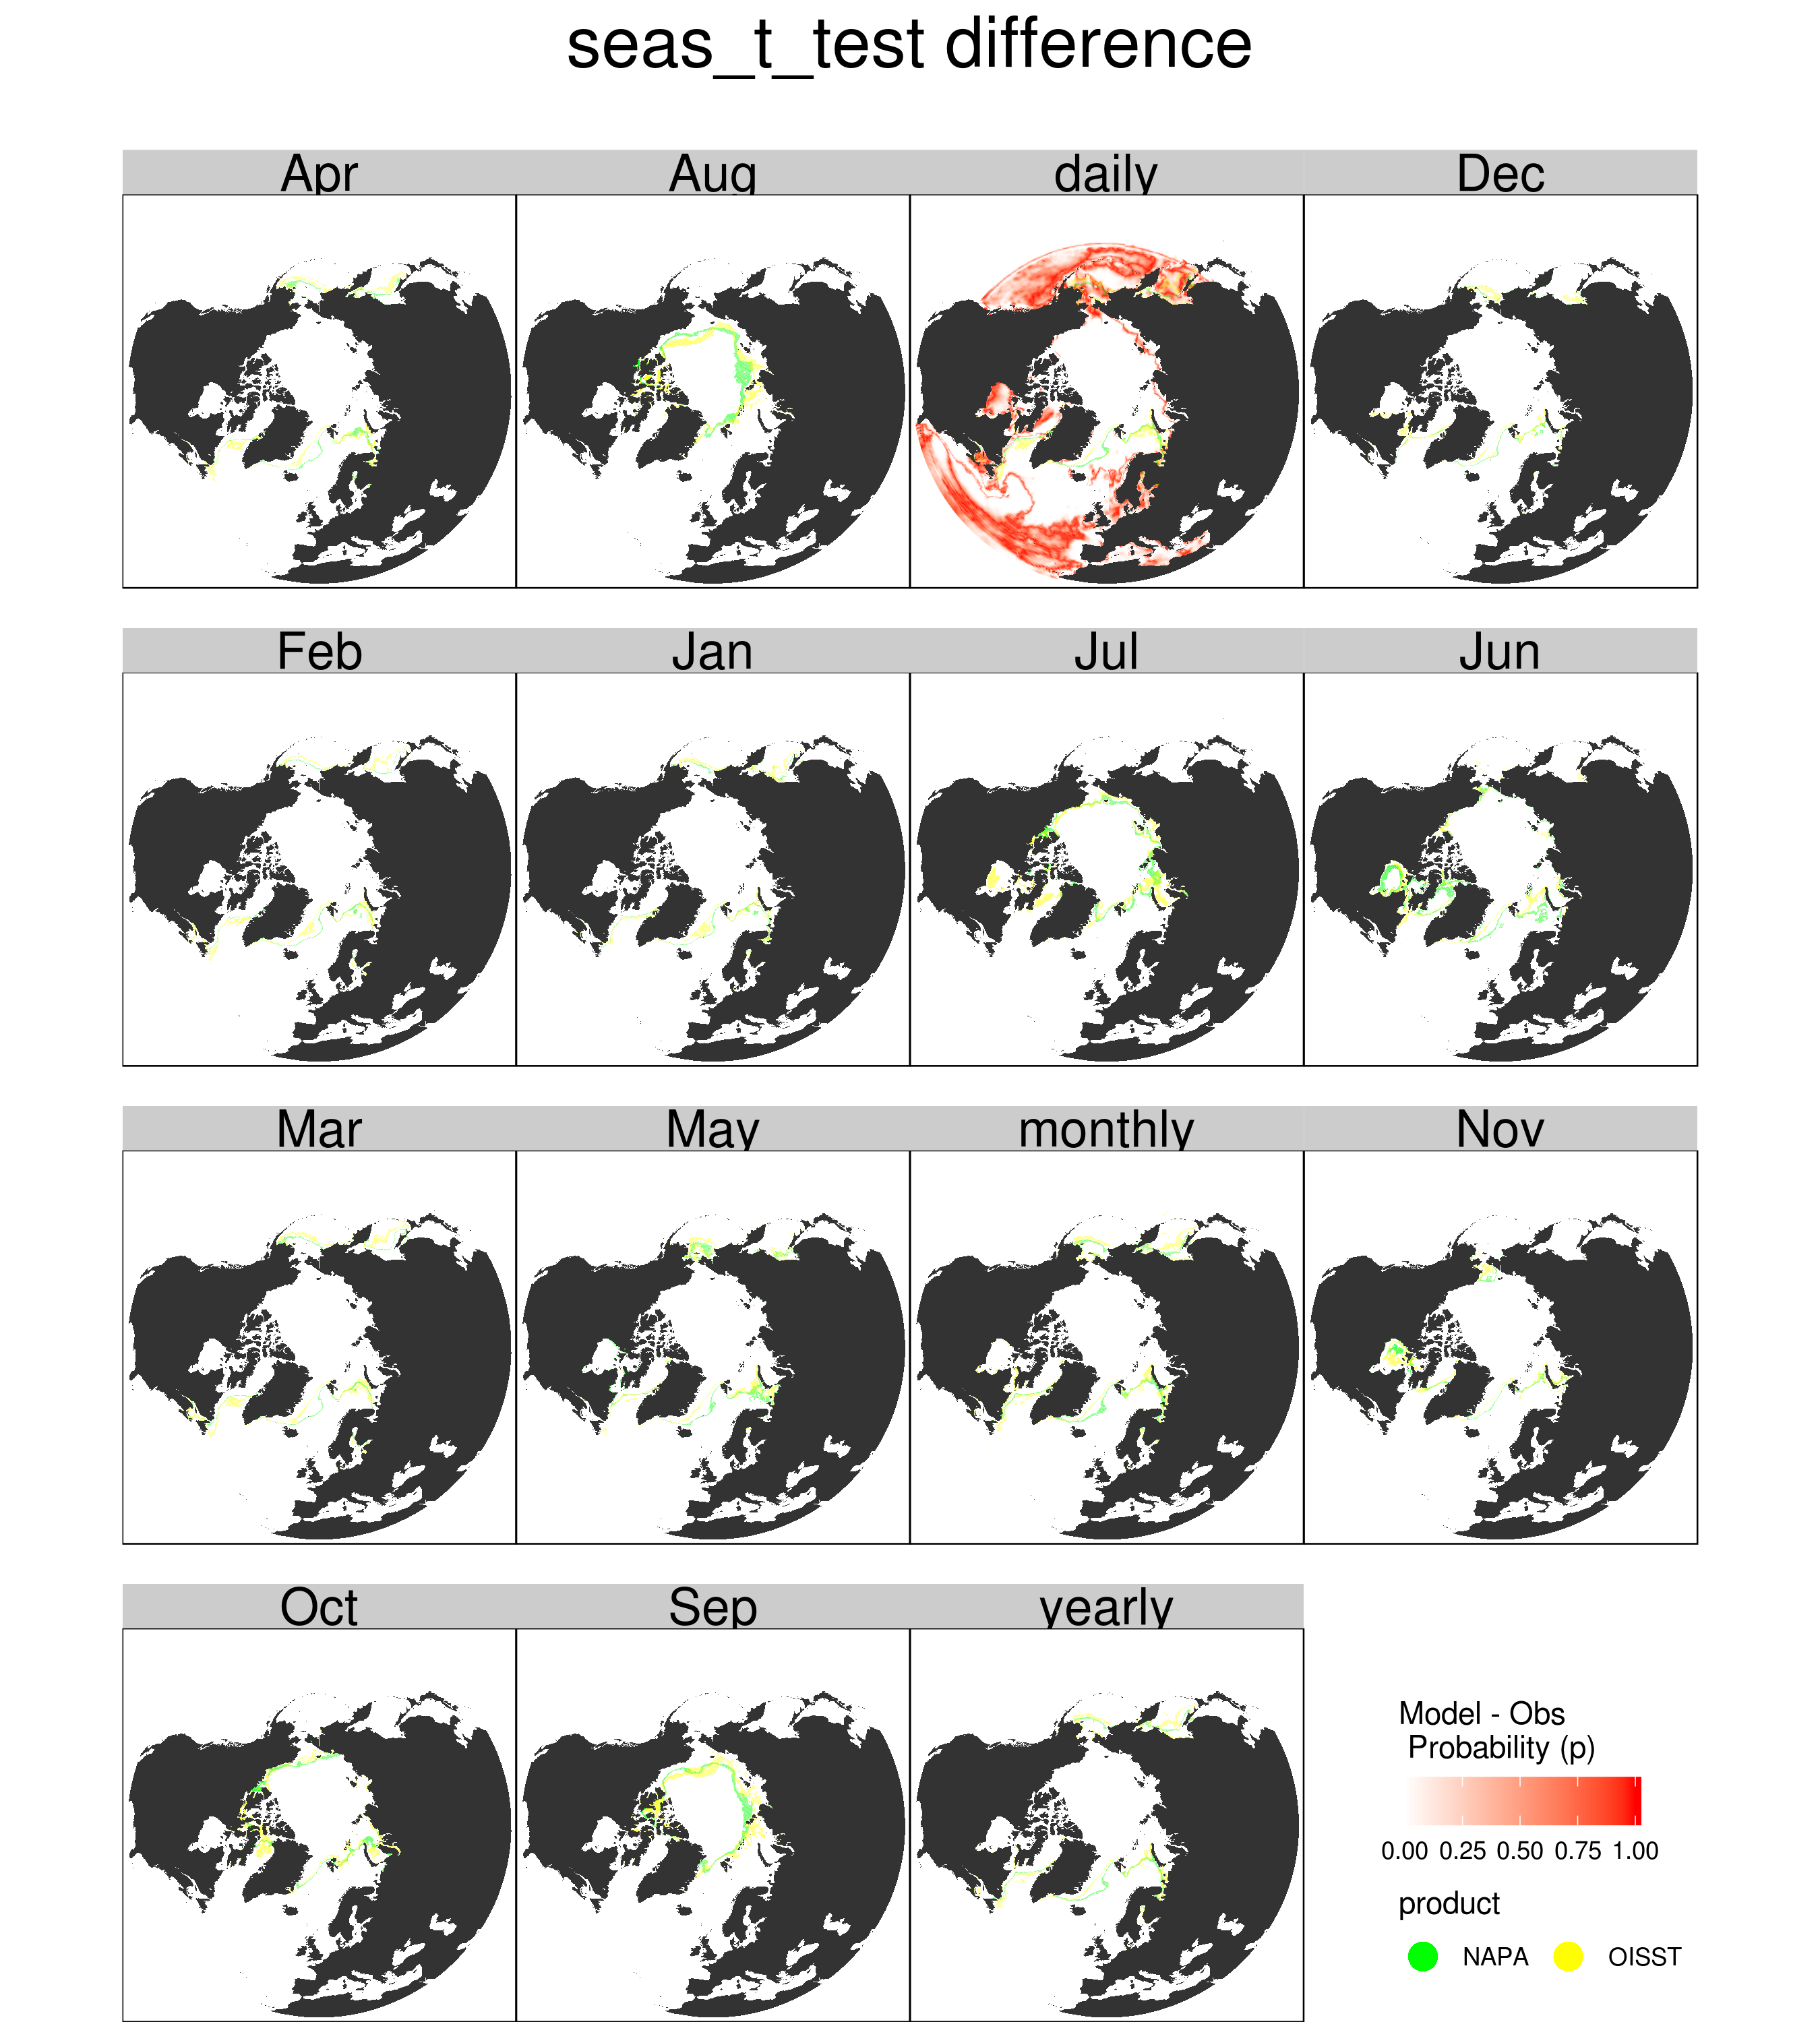 seas_t_test difference
Apr Aug daily Dec
Feb Jan Jul Jun
Mar May monthly Nov
Oct Sep yearly
Model - Obs
Probability (p)
0.00 0.25 0.50 0.75 1.00
product
NAPA OISST